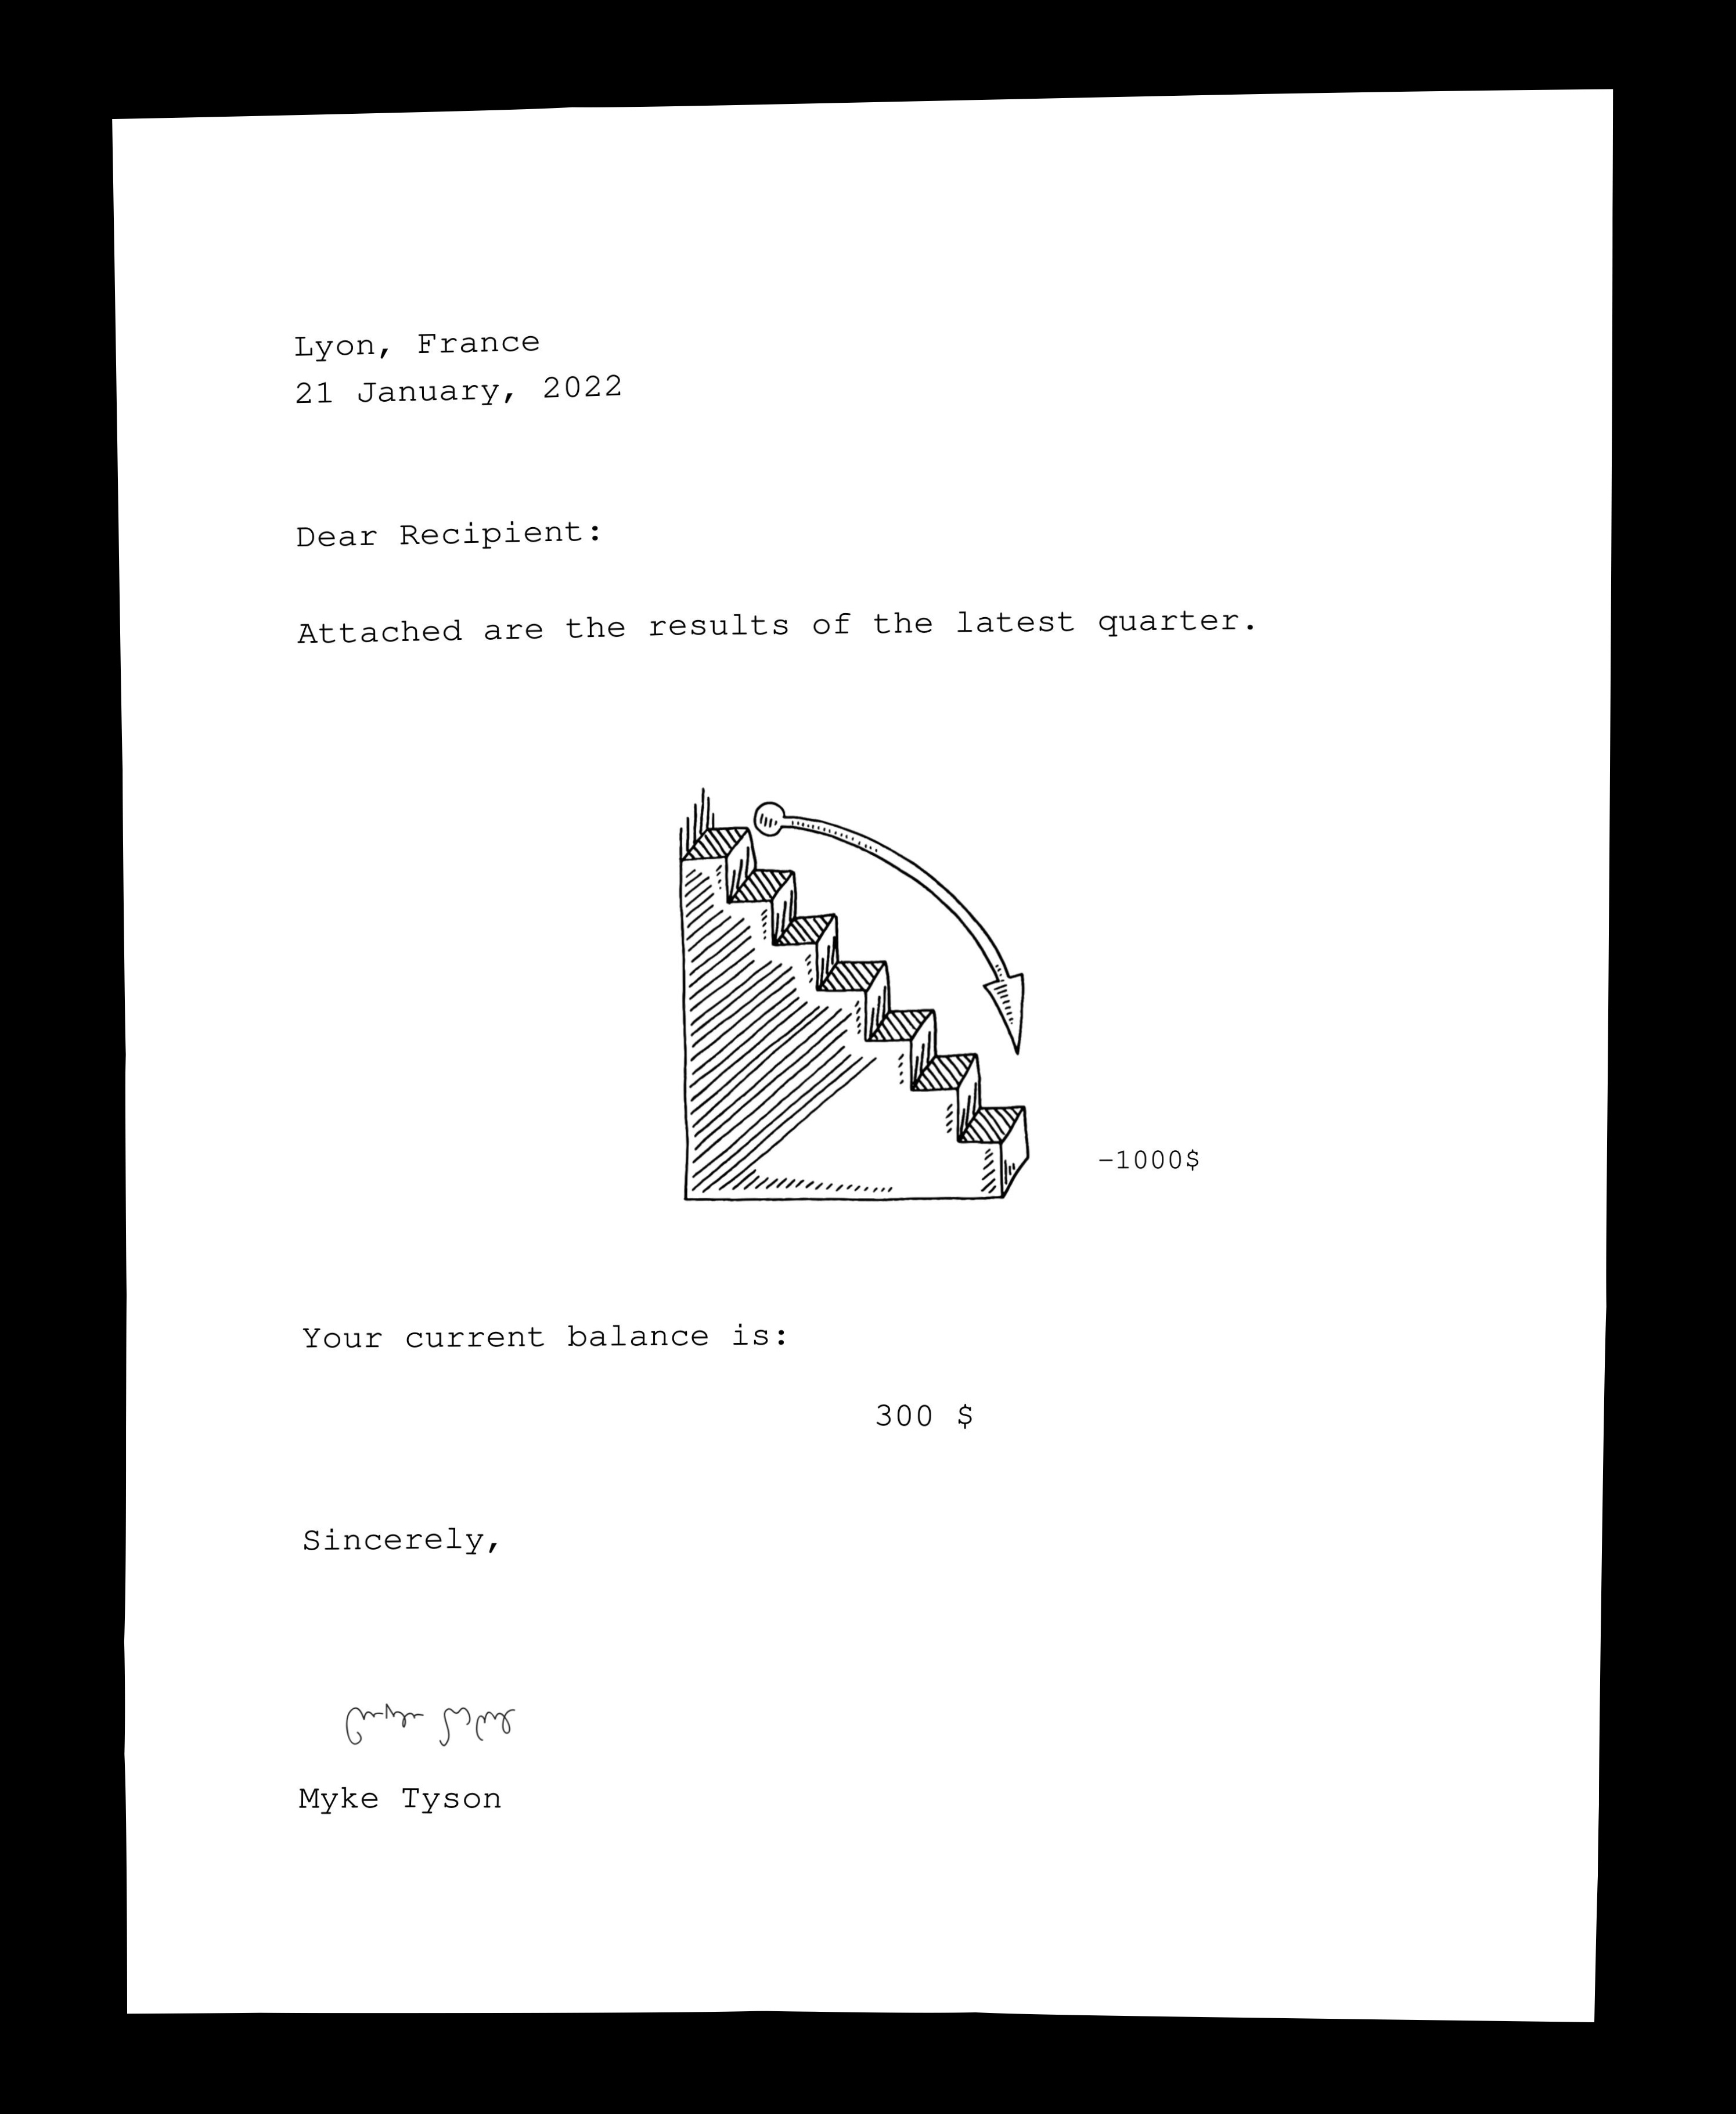 Lyon, France
21 January, 2022
Dear Recipient:
Attached are the results of the latest quarter.
-1000$
Your current balance is:
300 $
Sincerely,
Myke Tyson